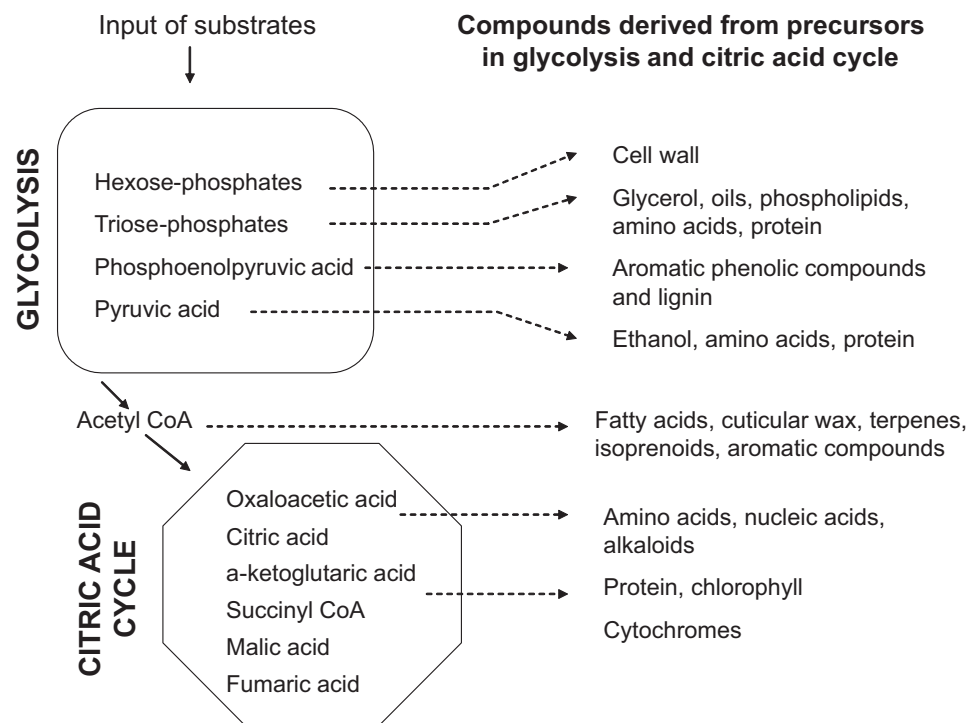 Input of substrates
Compounds derived from precursors
in glycolysis and citric acid cycle
GLYCOLYSIS
Hexose-phosphates
Triose-phosphates
Phosphoenolpyruvic acid
Pyruvic acid
Cell wall
Glycerol, oils, phospholipids,
amino acids, protein
Aromatic phenolic compounds
and lignin
Ethanol, amino acids, protein
Acetyl CoA
Fatty acids, cuticular wax, terpenes,
isoprenoids, aromatic compounds
CITRIC ACID
CYCLE
Oxaloacetic acid
Citric acid
a-ketoglutaric acid
Succinyl CoA
Malic acid
Fumaric acid
Amino acids, nucleic acids,
alkaloids
Protein, chlorophyll
Cytochromes